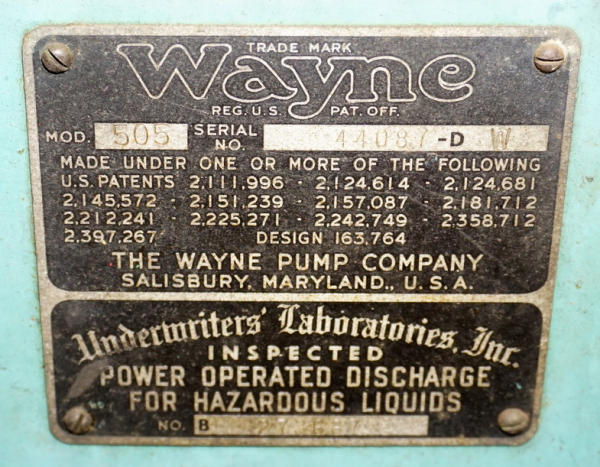 TRADE MARK
Wayne
REG. U.S. PAT. OFF.
MOD. 505 SERIAL NO. 44087-D W
MADE UNDER ONE OR MORE OF THE FOLLOWING
U.S. PATENTS 2,111,996 - 2,124,614 - 2,124,681
2,145,572 - 2,151,239 - 2,157,087 - 2,181,712
2,212,241 - 2,225,271 - 2,242,749 - 2,358,712
2,397,267 DESIGN 163,764
THE WAYNE PUMP COMPANY
SALISBURY, MARYLAND., U.S.A.
Underwriters' Laboratories, Inc.
INSPECTED
POWER OPERATED DISCHARGE
FOR HAZARDOUS LIQUIDS
NO. B